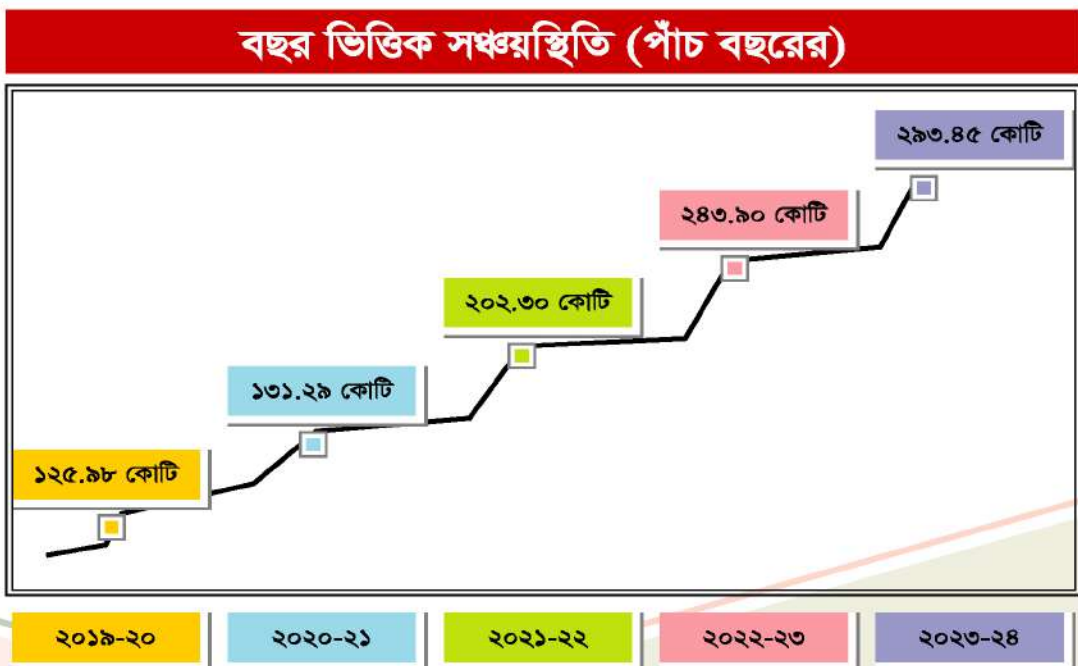 বছর ভিত্তিক সঞ্চয়স্থিতি (পাঁচ বছরের)
২৯৩.৪৫ কোটি
২৪৩.৯০ কোটি
২০২.৩০ কোটি
১৩১.২৯ কোটি
১২৫.৯৮ কোটি
২০১৯-২০ ২০২০-২১ ২০২১-২২ ২০২২-২৩ ২০২৩-২৪